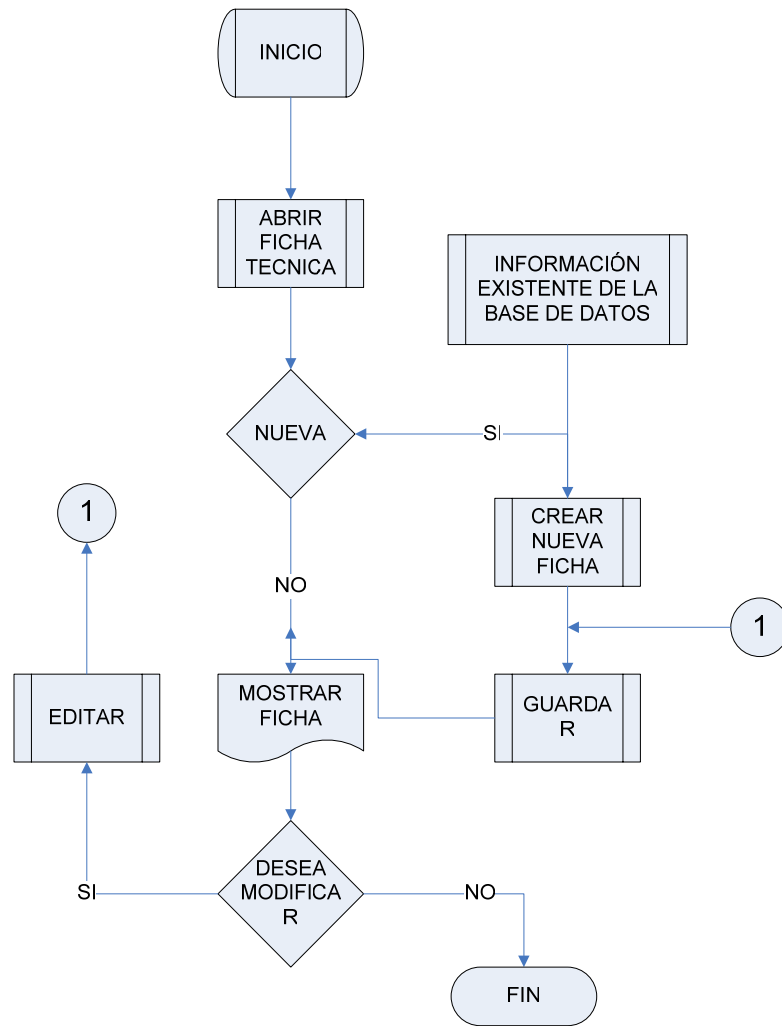 INICIO
ABRIR
FICHA
TECNICA
INFORMACIÓN
EXISTENTE DE LA
BASE DE DATOS
NUEVA
SI
1
CREAR
NUEVA
FICHA
NO
1
EDITAR
MOSTRAR
FICHA
GUARDA
R
DESEA
MODIFICA
R
SI
NO
FIN